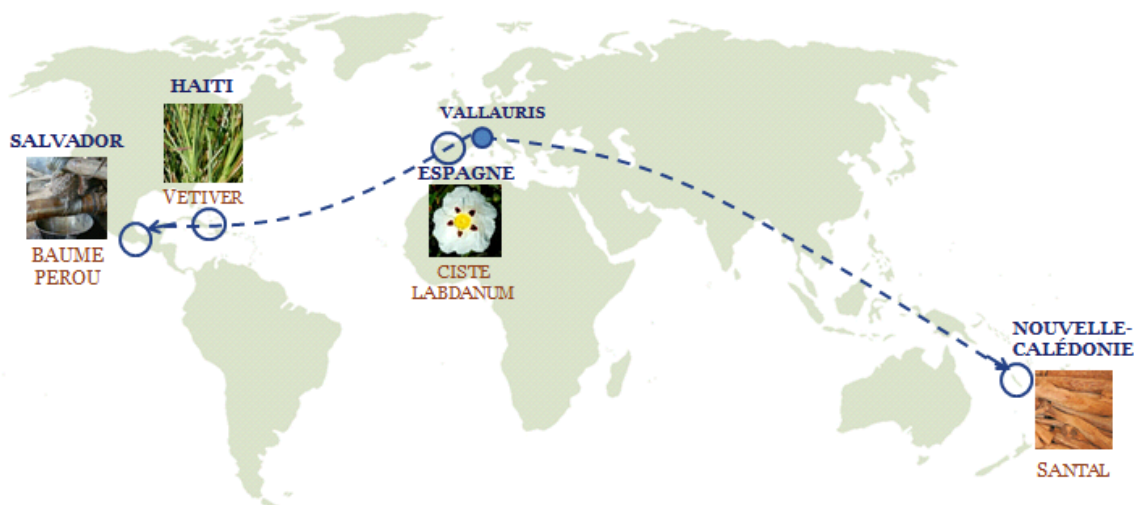 HAITI
VETIVER
SALVADOR
BAUME
PEROU
VALLAURIS
ESPAGNE
CISTE
LABDANUM
NOUVELLE-
CALÉDONIE
SANTAL